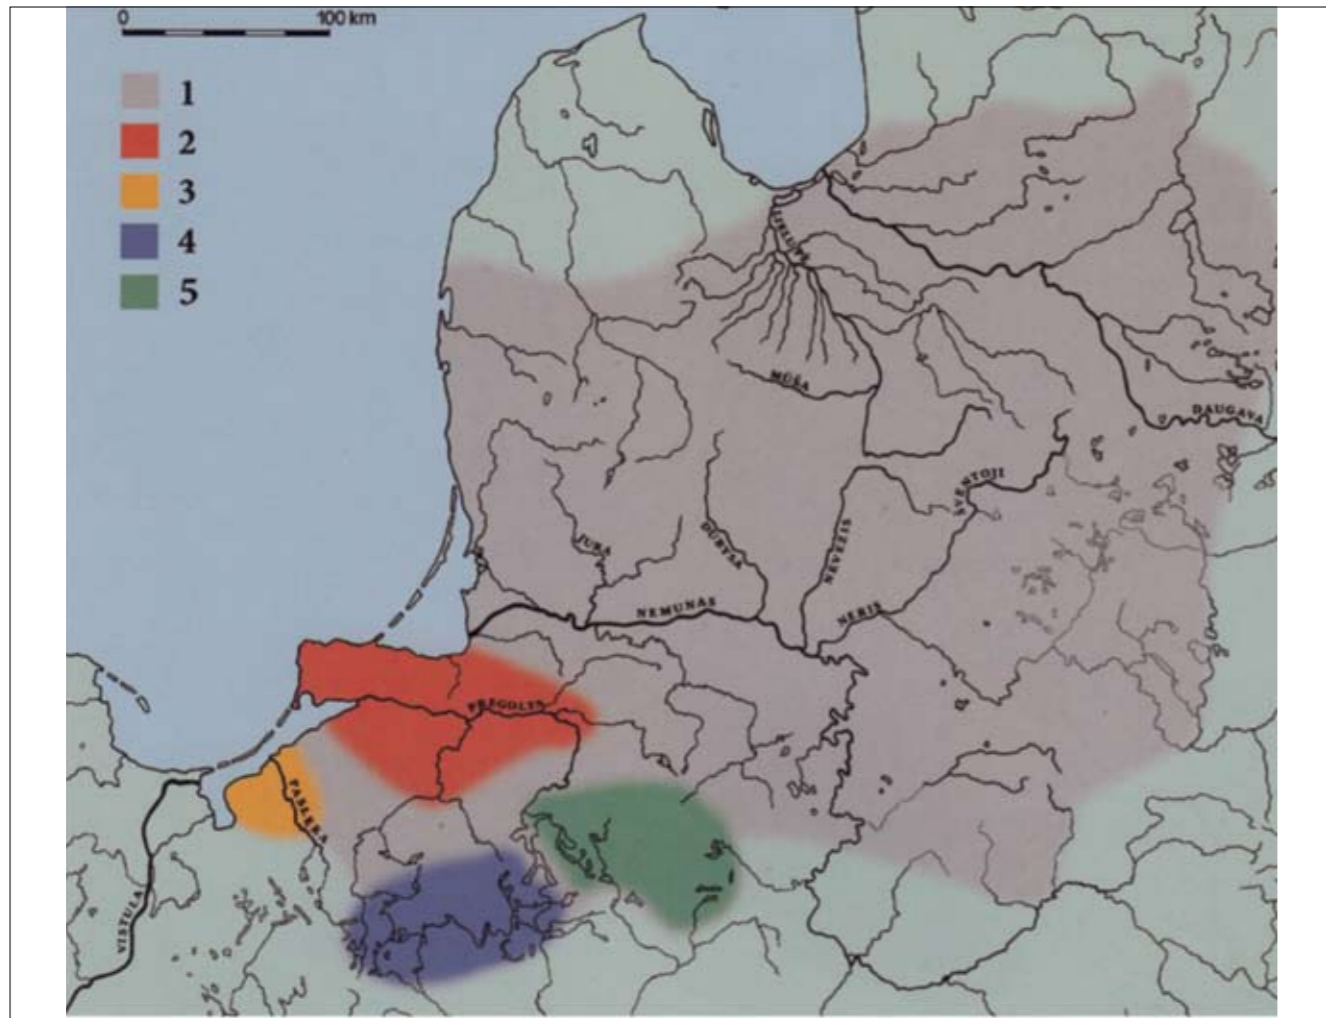 0 100 km
1
2
3
4
5
LIELUPE
MŪŠA
DAUGAVA
ŠVENTOJI
NEVĖŽIS
DUBYSA
JŪRA
NEMUNAS
NERIS
PREGOLYA
PASŁĘKA
VISTULA